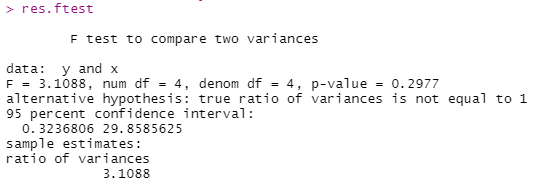 > res.ftest
F test to compare two variances
data:  y and x
F = 3.1088, num df = 4, denom df = 4, p-value = 0.2977
alternative hypothesis: true ratio of variances is not equal to 1
95 percent confidence interval:
0.3236806 29.8585625
sample estimates:
ratio of variances
3.1088